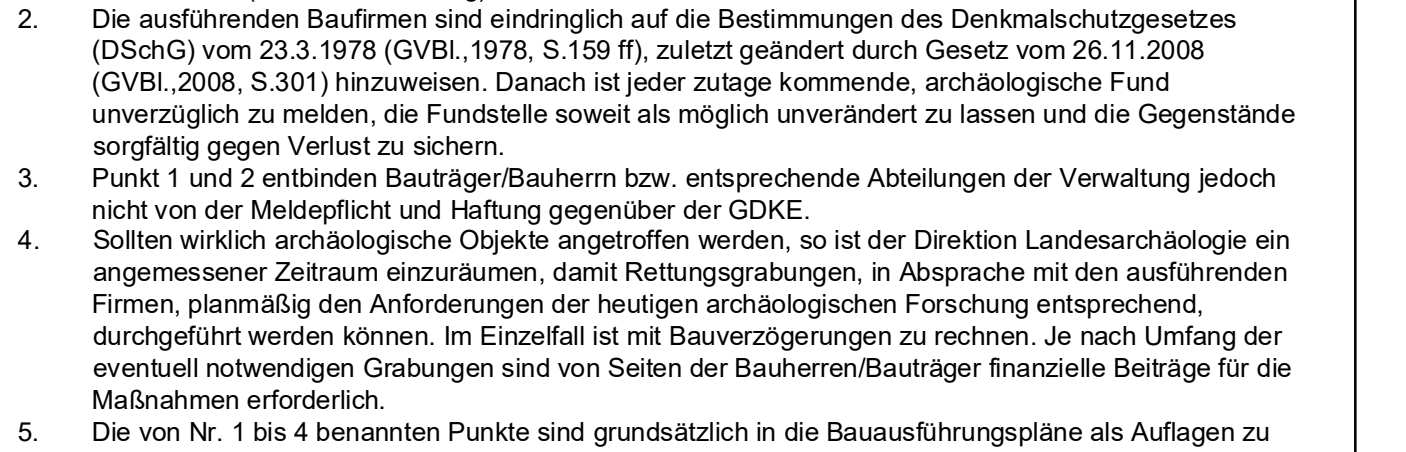 2. Die ausführenden Baufirmen sind eindringlich auf die Bestimmungen des Denkmalschutzgesetzes
(DSchG) vom 23.3.1978 (GVBl.,1978, S.159 ff), zuletzt geändert durch Gesetz vom 26.11.2008
(GVBl.,2008, S.301) hinzuweisen. Danach ist jeder zutage kommende, archäologische Fund
unverzüglich zu melden, die Fundstelle soweit als möglich unverändert zu lassen und die Gegenstände
sorgfältig gegen Verlust zu sichern.
3. Punkt 1 und 2 entbinden Bauträger/Bauherrn bzw. entsprechende Abteilungen der Verwaltung jedoch
nicht von der Meldepflicht und Haftung gegenüber der GDKE.
4. Sollten wirklich archäologische Objekte angetroffen werden, so ist der Direktion Landesarchäologie ein
angemessener Zeitraum einzuräumen, damit Rettungsgrabungen, in Absprache mit den ausführenden
Firmen, planmäßig den Anforderungen der heutigen archäologischen Forschung entsprechend,
durchgeführt werden können. Im Einzelfall ist mit Bauverzögerungen zu rechnen. Je nach Umfang der
eventuell notwendigen Grabungen sind von Seiten der Bauherren/Bauträger finanzielle Beiträge für die
Maßnahmen erforderlich.
5. Die von Nr. 1 bis 4 benannten Punkte sind grundsätzlich in die Bauausführungspläne als Auflagen zu